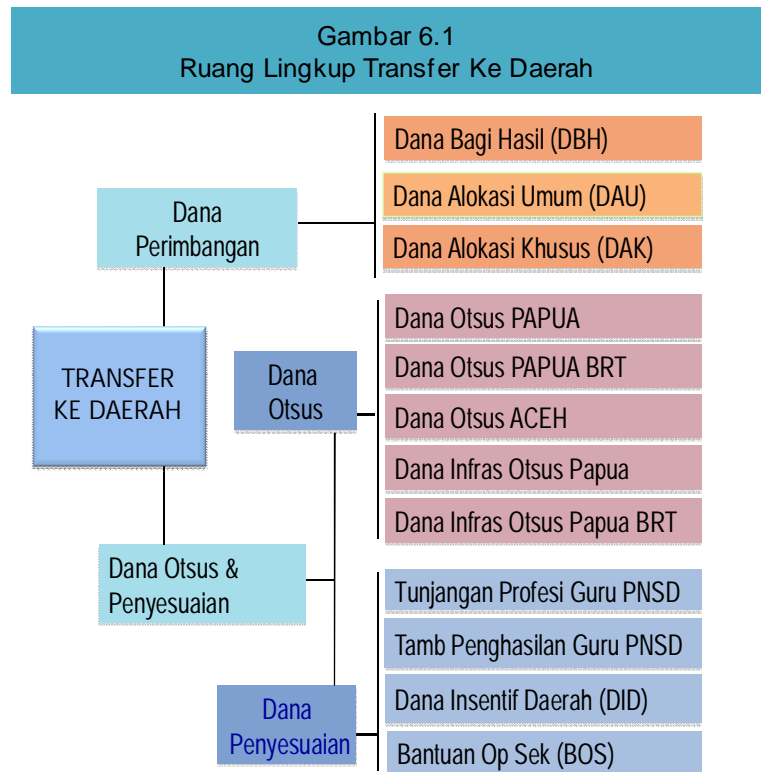 Gambar 6.1
Ruang Lingkup Transfer Ke Daerah
Dana Bagi Hasil (DBH)
Dana Alokasi Umum (DAU)
Dana Alokasi Khusus (DAK)
Dana
Perimbangan
TRANSFER
KE DAERAH
Dana
Otsus
Dana Otsus PAPUA
Dana Otsus PAPUA BRT
Dana Otsus ACEH
Dana Infras Otsus Papua
Dana Infras Otsus Papua BRT
Dana Otsus &
Penyesuaian
Dana
Penyesuaian
Tunjangan Profesi Guru PNSD
Tamb Penghasilan Guru PNSD
Dana Insentif Daerah (DID)
Bantuan Op Sek (BOS)